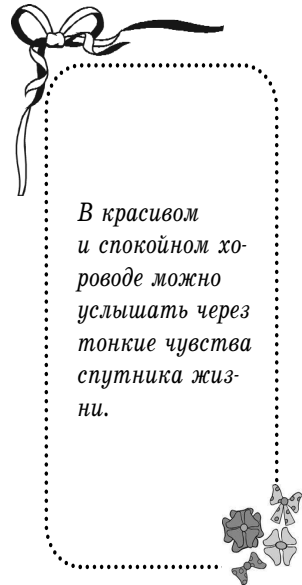 В красивом
и спокойном хо-
роводе можно
услышать через
тонкие чувства
спутника жиз-
ни.